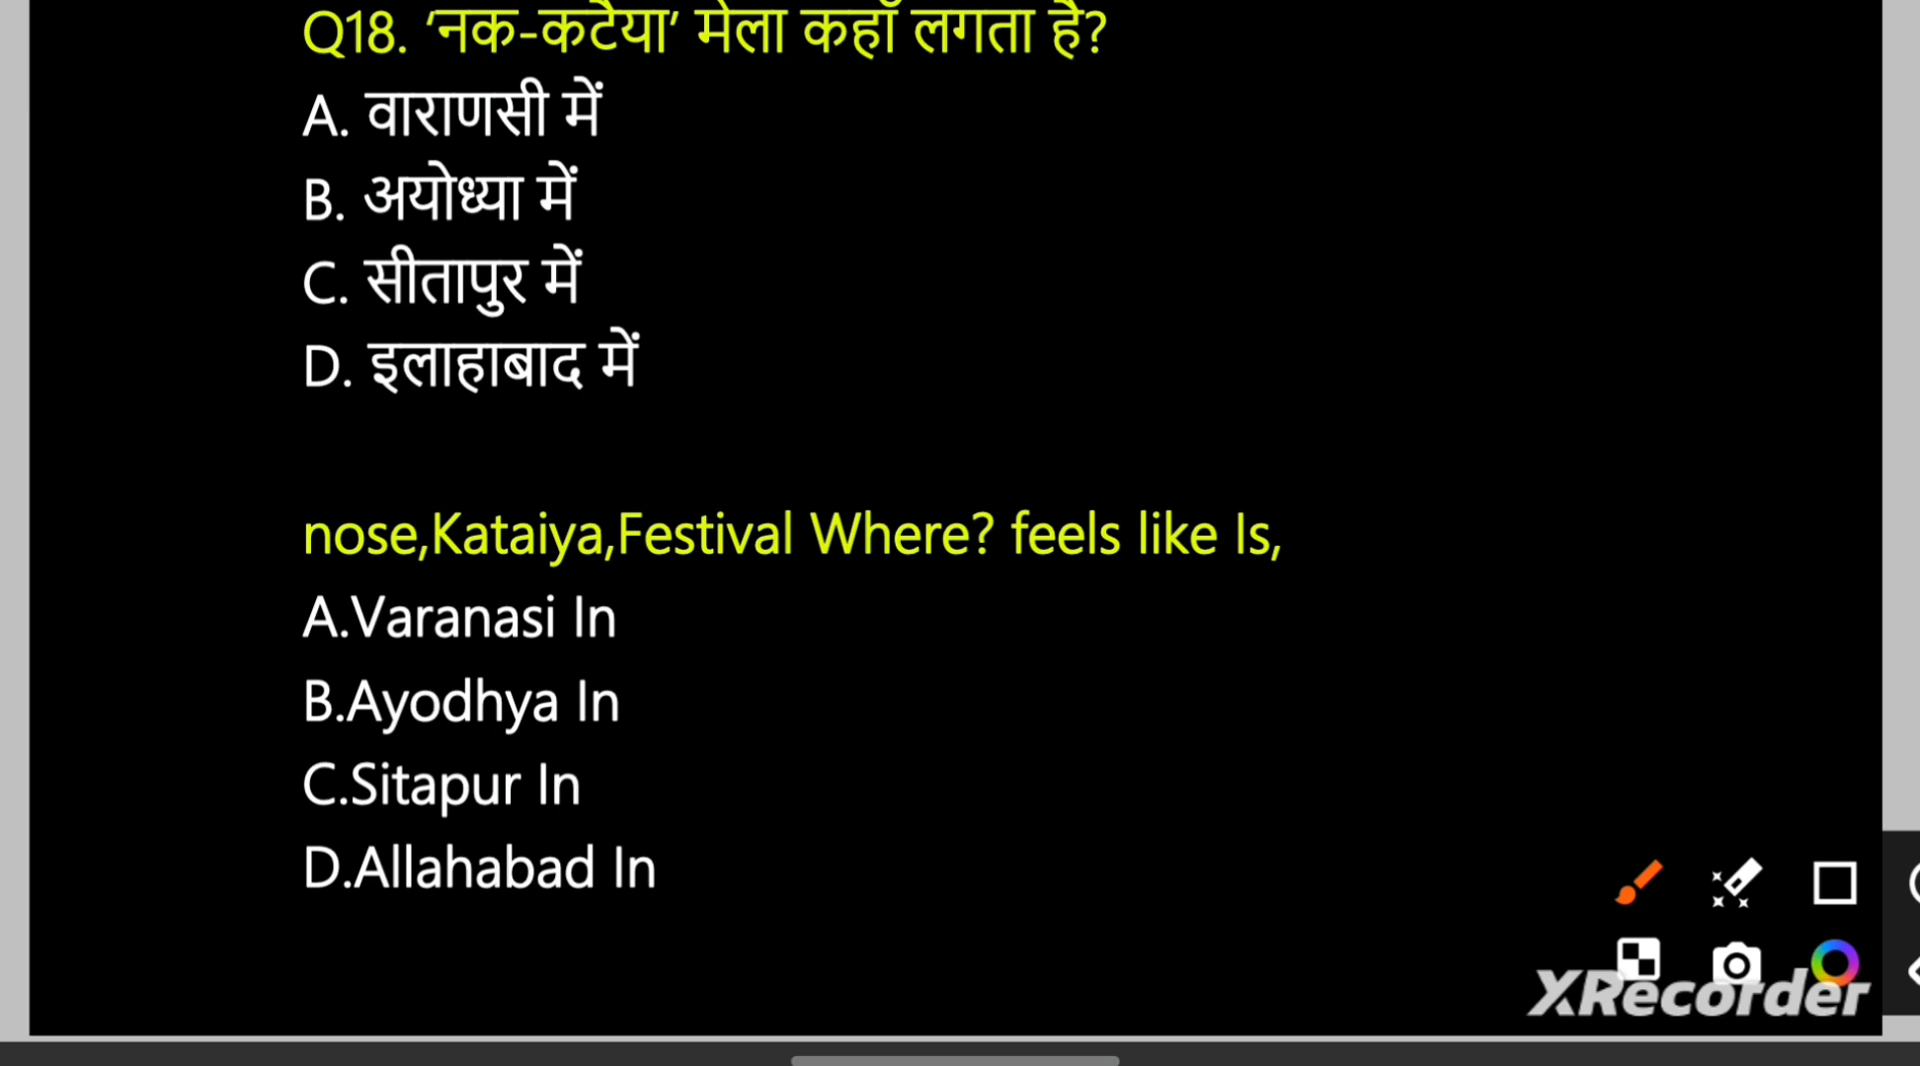 Q18. ‘नक-कटैया’ मेला कहाँ लगता है?
A. वाराणसी में
B. अयोध्या में
C. सीतापुर में
D. इलाहाबाद में
nose,Kataiya,Festival Where? feels like Is,
A.Varanasi In
B.Ayodhya In
C.Sitapur In
D.Allahabad In
XRecorder